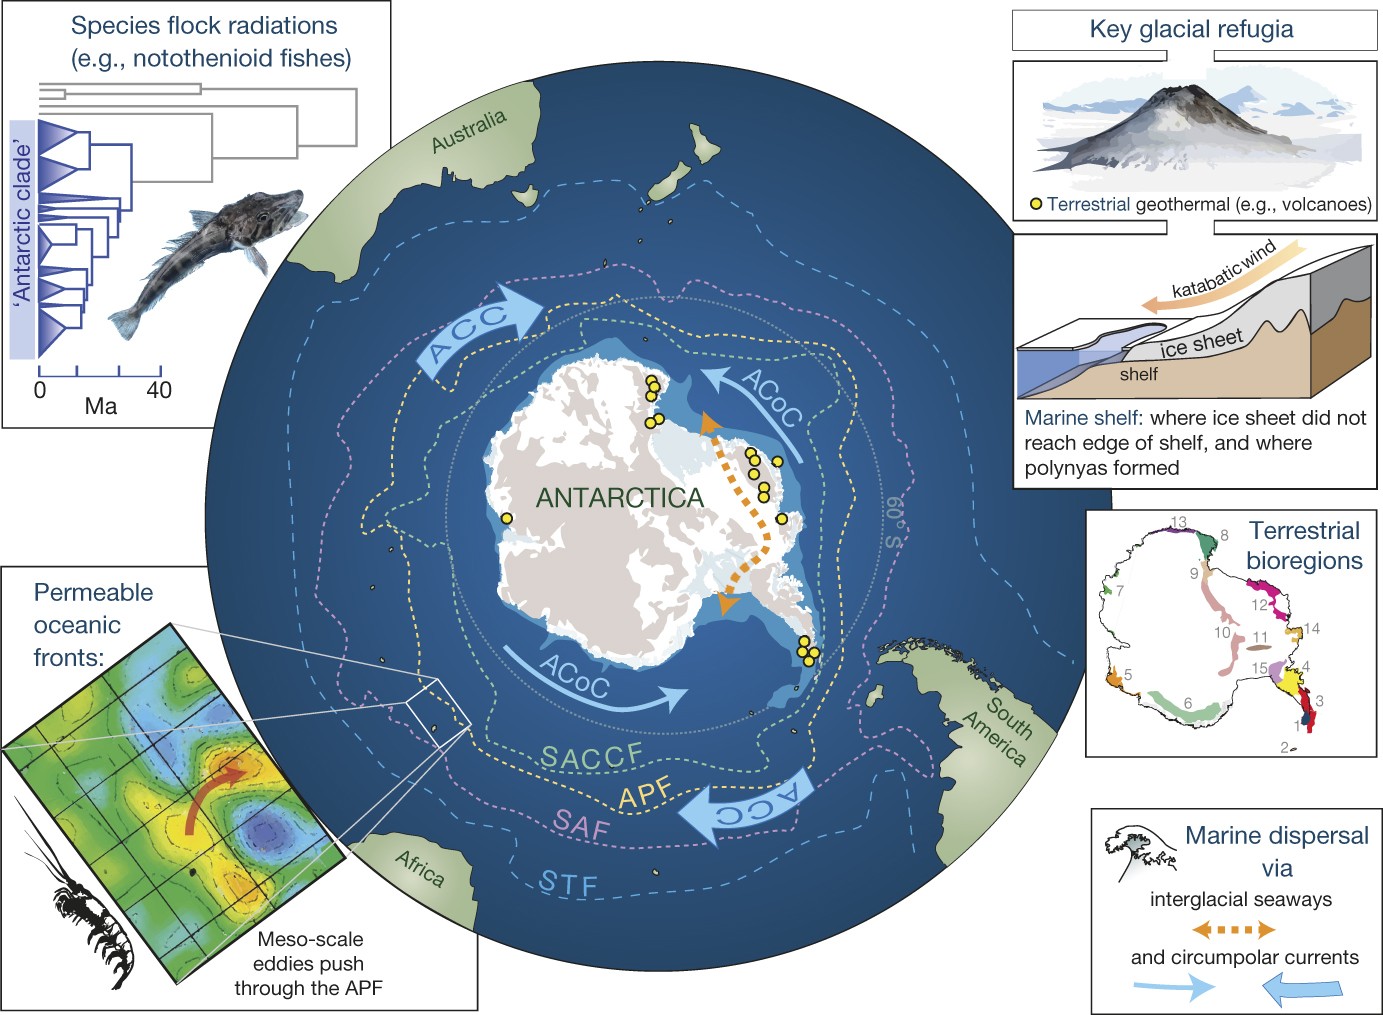 Species flock radiations
(e.g., notothenioid fishes)
'Antarctic clade'
0
40
Ma
Key glacial refugia
Terrestrial geothermal (e.g., volcanoes)
katabatic wind
ice sheet
shelf
Marine shelf: where ice sheet did not
reach edge of shelf, and where
polynyas formed
Australia
ACC
ACoC
ANTARCTICA
60° S
ACoC
SACCF
APF
ACC
SAF
STF
South
America
Africa
Permeable
oceanic
fronts:
Meso-scale
eddies push
through the APF
Terrestrial
bioregions
13
8
9
7
12
10
11
14
15
4
5
6
3
1
2
Marine dispersal
via
interglacial seaways
and circumpolar currents